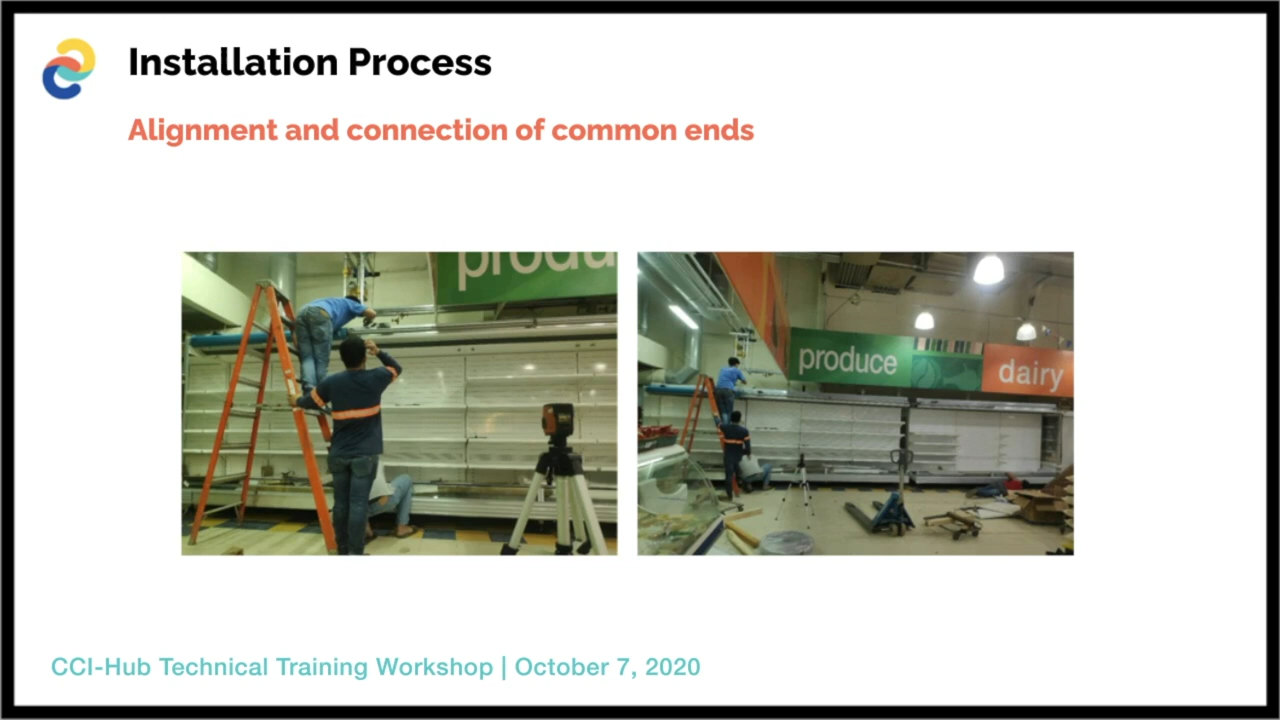 Installation Process
Alignment and connection of common ends
produ
produce
dairy
CCI-Hub Technical Training Workshop | October 7, 2020